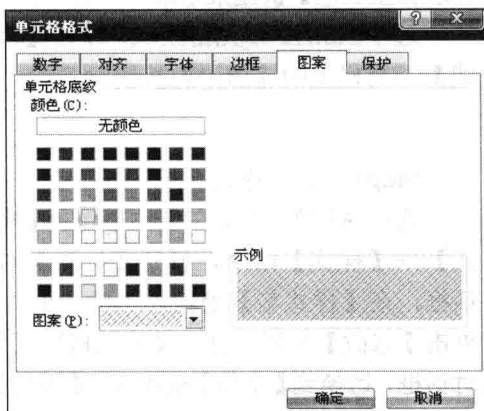 单元格格式
数字 对齐 字体 边框 图案 保护
单元格底纹
颜色(C):
无颜色
示例
图案(P):
确定 取消